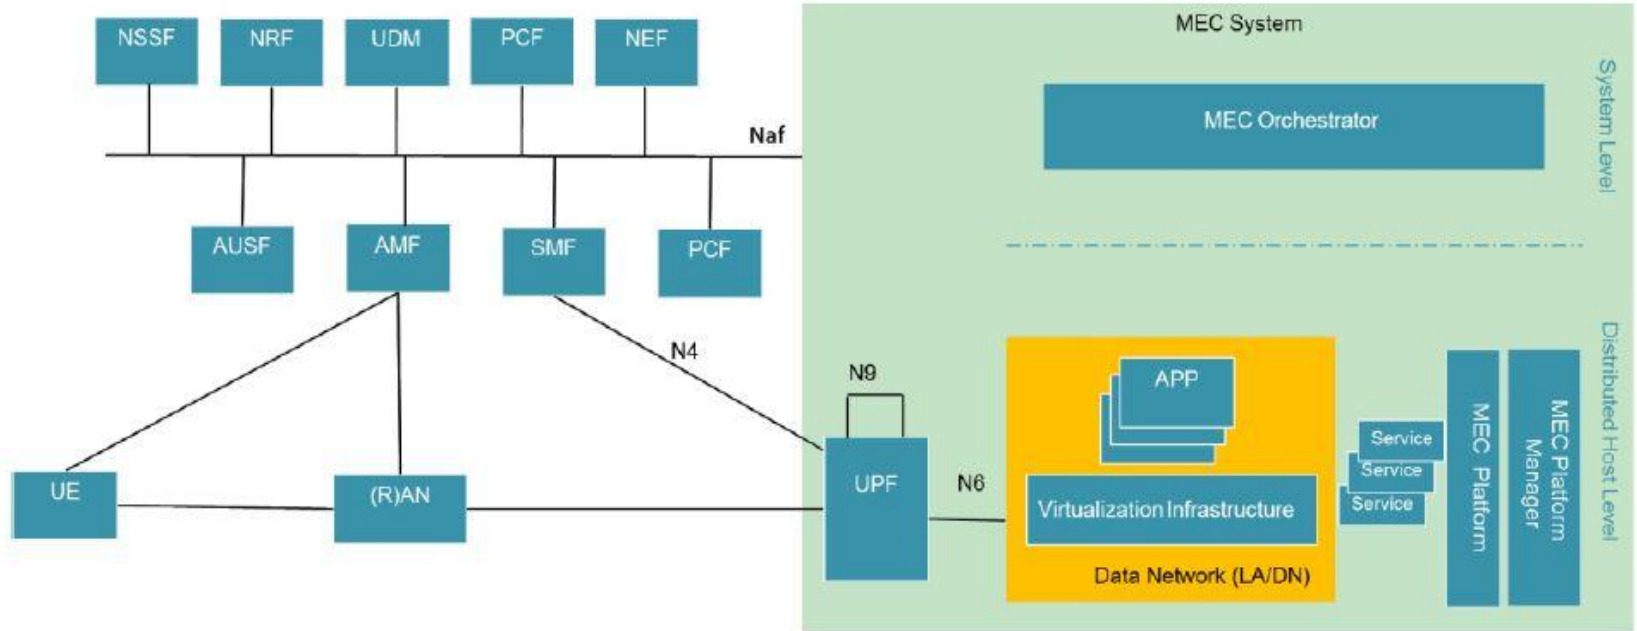 MEC System
NSSF
NRF
UDM
PCF
NEF
System Level
MEC Orchestrator
Naf
AUSF
AMF
SMF
PCF
N4
N9
Distributed Host Level
APP
Service
Service
Service
MEC Platform
MEC Platform
Manager
UE
(R)AN
UPF
N6
Virtualization Infrastructure
Data Network (LA/DN)